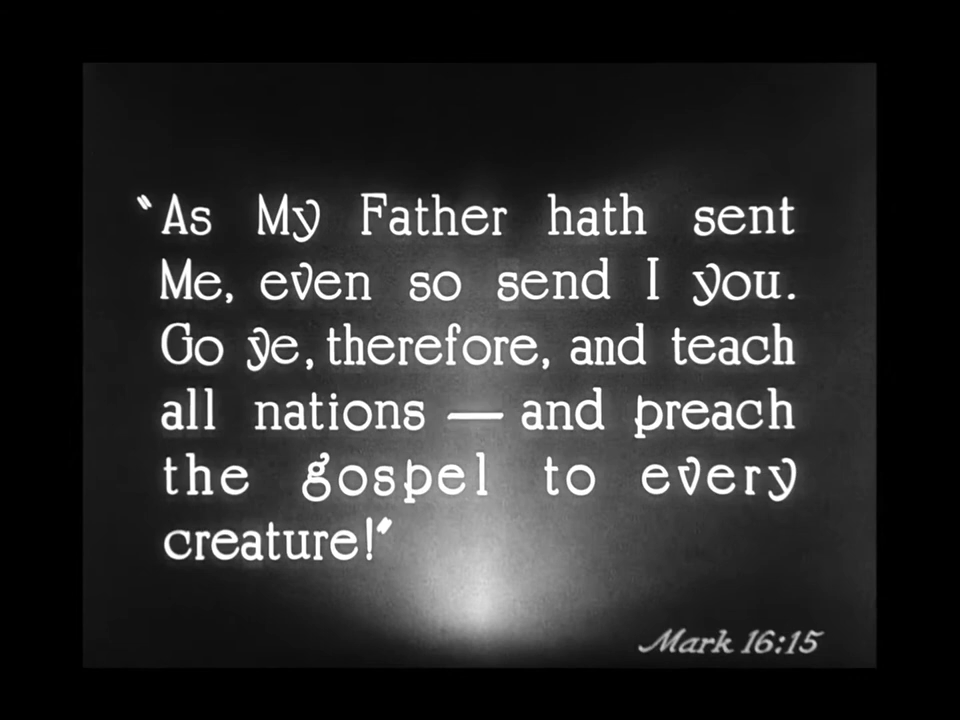 “As My Father hath sent
Me, even so send I you.
Go ye, therefore, and teach
all nations — and preach
the gospel to every
creature!”
Mark 16:15